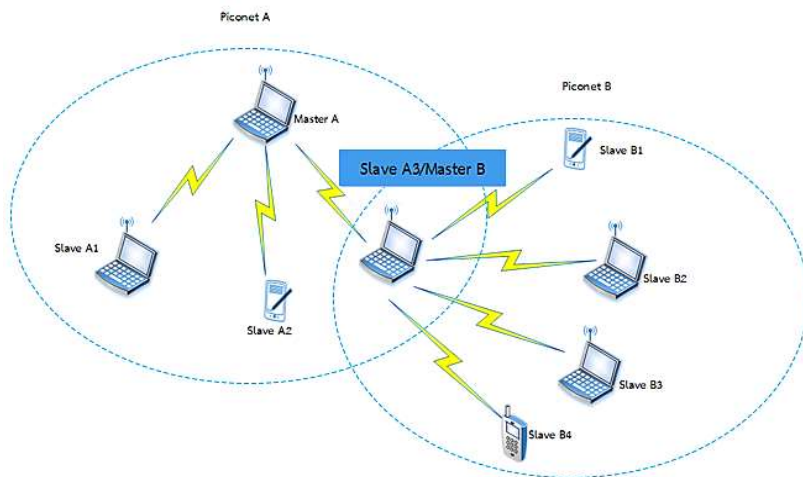 Piconet A
Piconet B
Master A
Slave B1
Slave A3/Master B
Slave A1
Slave B2
Slave A2
Slave B3
Slave B4